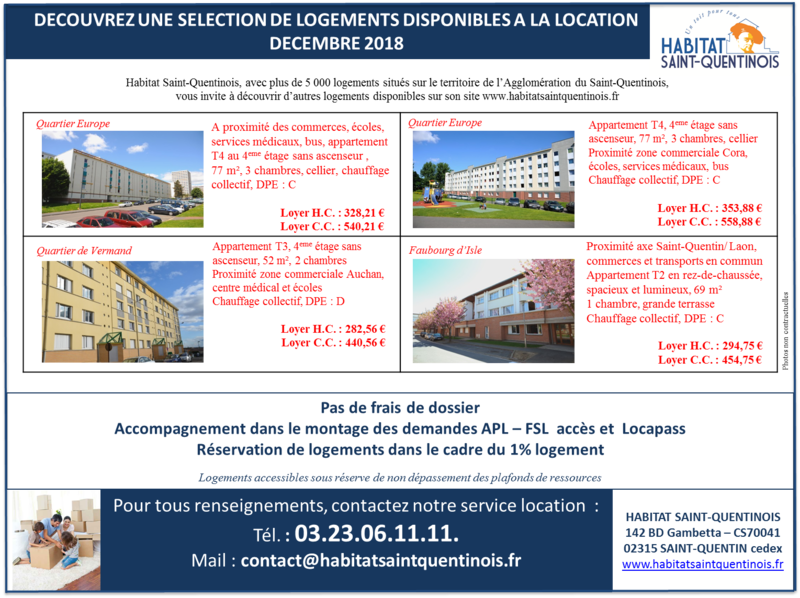 DECOUVREZ UNE SELECTION DE LOGEMENTS DISPONIBLES A LA LOCATION
DECEMBRE 2018
Un toit pour tous
HABITAT
SAINT-QUENTINOIS
Habitat Saint-Quentinois, avec plus de 5 000 logements situés sur le territoire de l'Agglomération du Saint-Quentinois,
vous invite à découvrir d'autres logements disponibles sur son site www.habitatsaintquentinois.fr
Quartier Europe
A proximité des commerces, écoles,
services médicaux, bus, appartement
T4 au 4eme étage sans ascenseur ,
77 m², 3 chambres, cellier, chauffage
collectif, DPE : C
Loyer H.C. : 328,21 €
Loyer C.C. : 540,21 €
Quartier Europe
Appartement T4, 4eme étage sans
ascenseur, 77 m², 3 chambres, cellier
Proximité zone commerciale Cora,
écoles, services médicaux, bus
Chauffage collectif, DPE : C
Loyer H.C. : 353,88 €
Loyer C.C. : 558,88 €
Quartier de Vermand
Appartement T3, 4eme étage sans
ascenseur, 52 m², 2 chambres
Proximité zone commerciale Auchan,
centre médical et écoles
Chauffage collectif, DPE : D
Loyer H.C. : 282,56 €
Loyer C.C. : 440,56 €
Faubourg d'Isle
Proximité axe Saint-Quentin/ Laon,
commerces et transports en commun
Appartement T2 en rez-de-chaussée,
spacieux et lumineux, 69 m²
1 chambre, grande terrasse
Chauffage collectif, DPE : C
Loyer H.C. : 294,75 €
Loyer C.C. : 454,75 €
Photos non contractuelles
Pas de frais de dossier
Accompagnement dans le montage des demandes APL – FSL accès et Locapass
Réservation de logements dans le cadre du 1% logement
Logements accessibles sous réserve de non dépassement des plafonds de ressources
Pour tous renseignements, contactez notre service location :
Tél. : 03.23.06.11.11.
Mail : contact@habitatsaintquentinois.fr
HABITAT SAINT-QUENTINOIS
142 BD Gambetta – CS70041
02315 SAINT-QUENTIN cedex
www.habitatsaintquentinois.fr